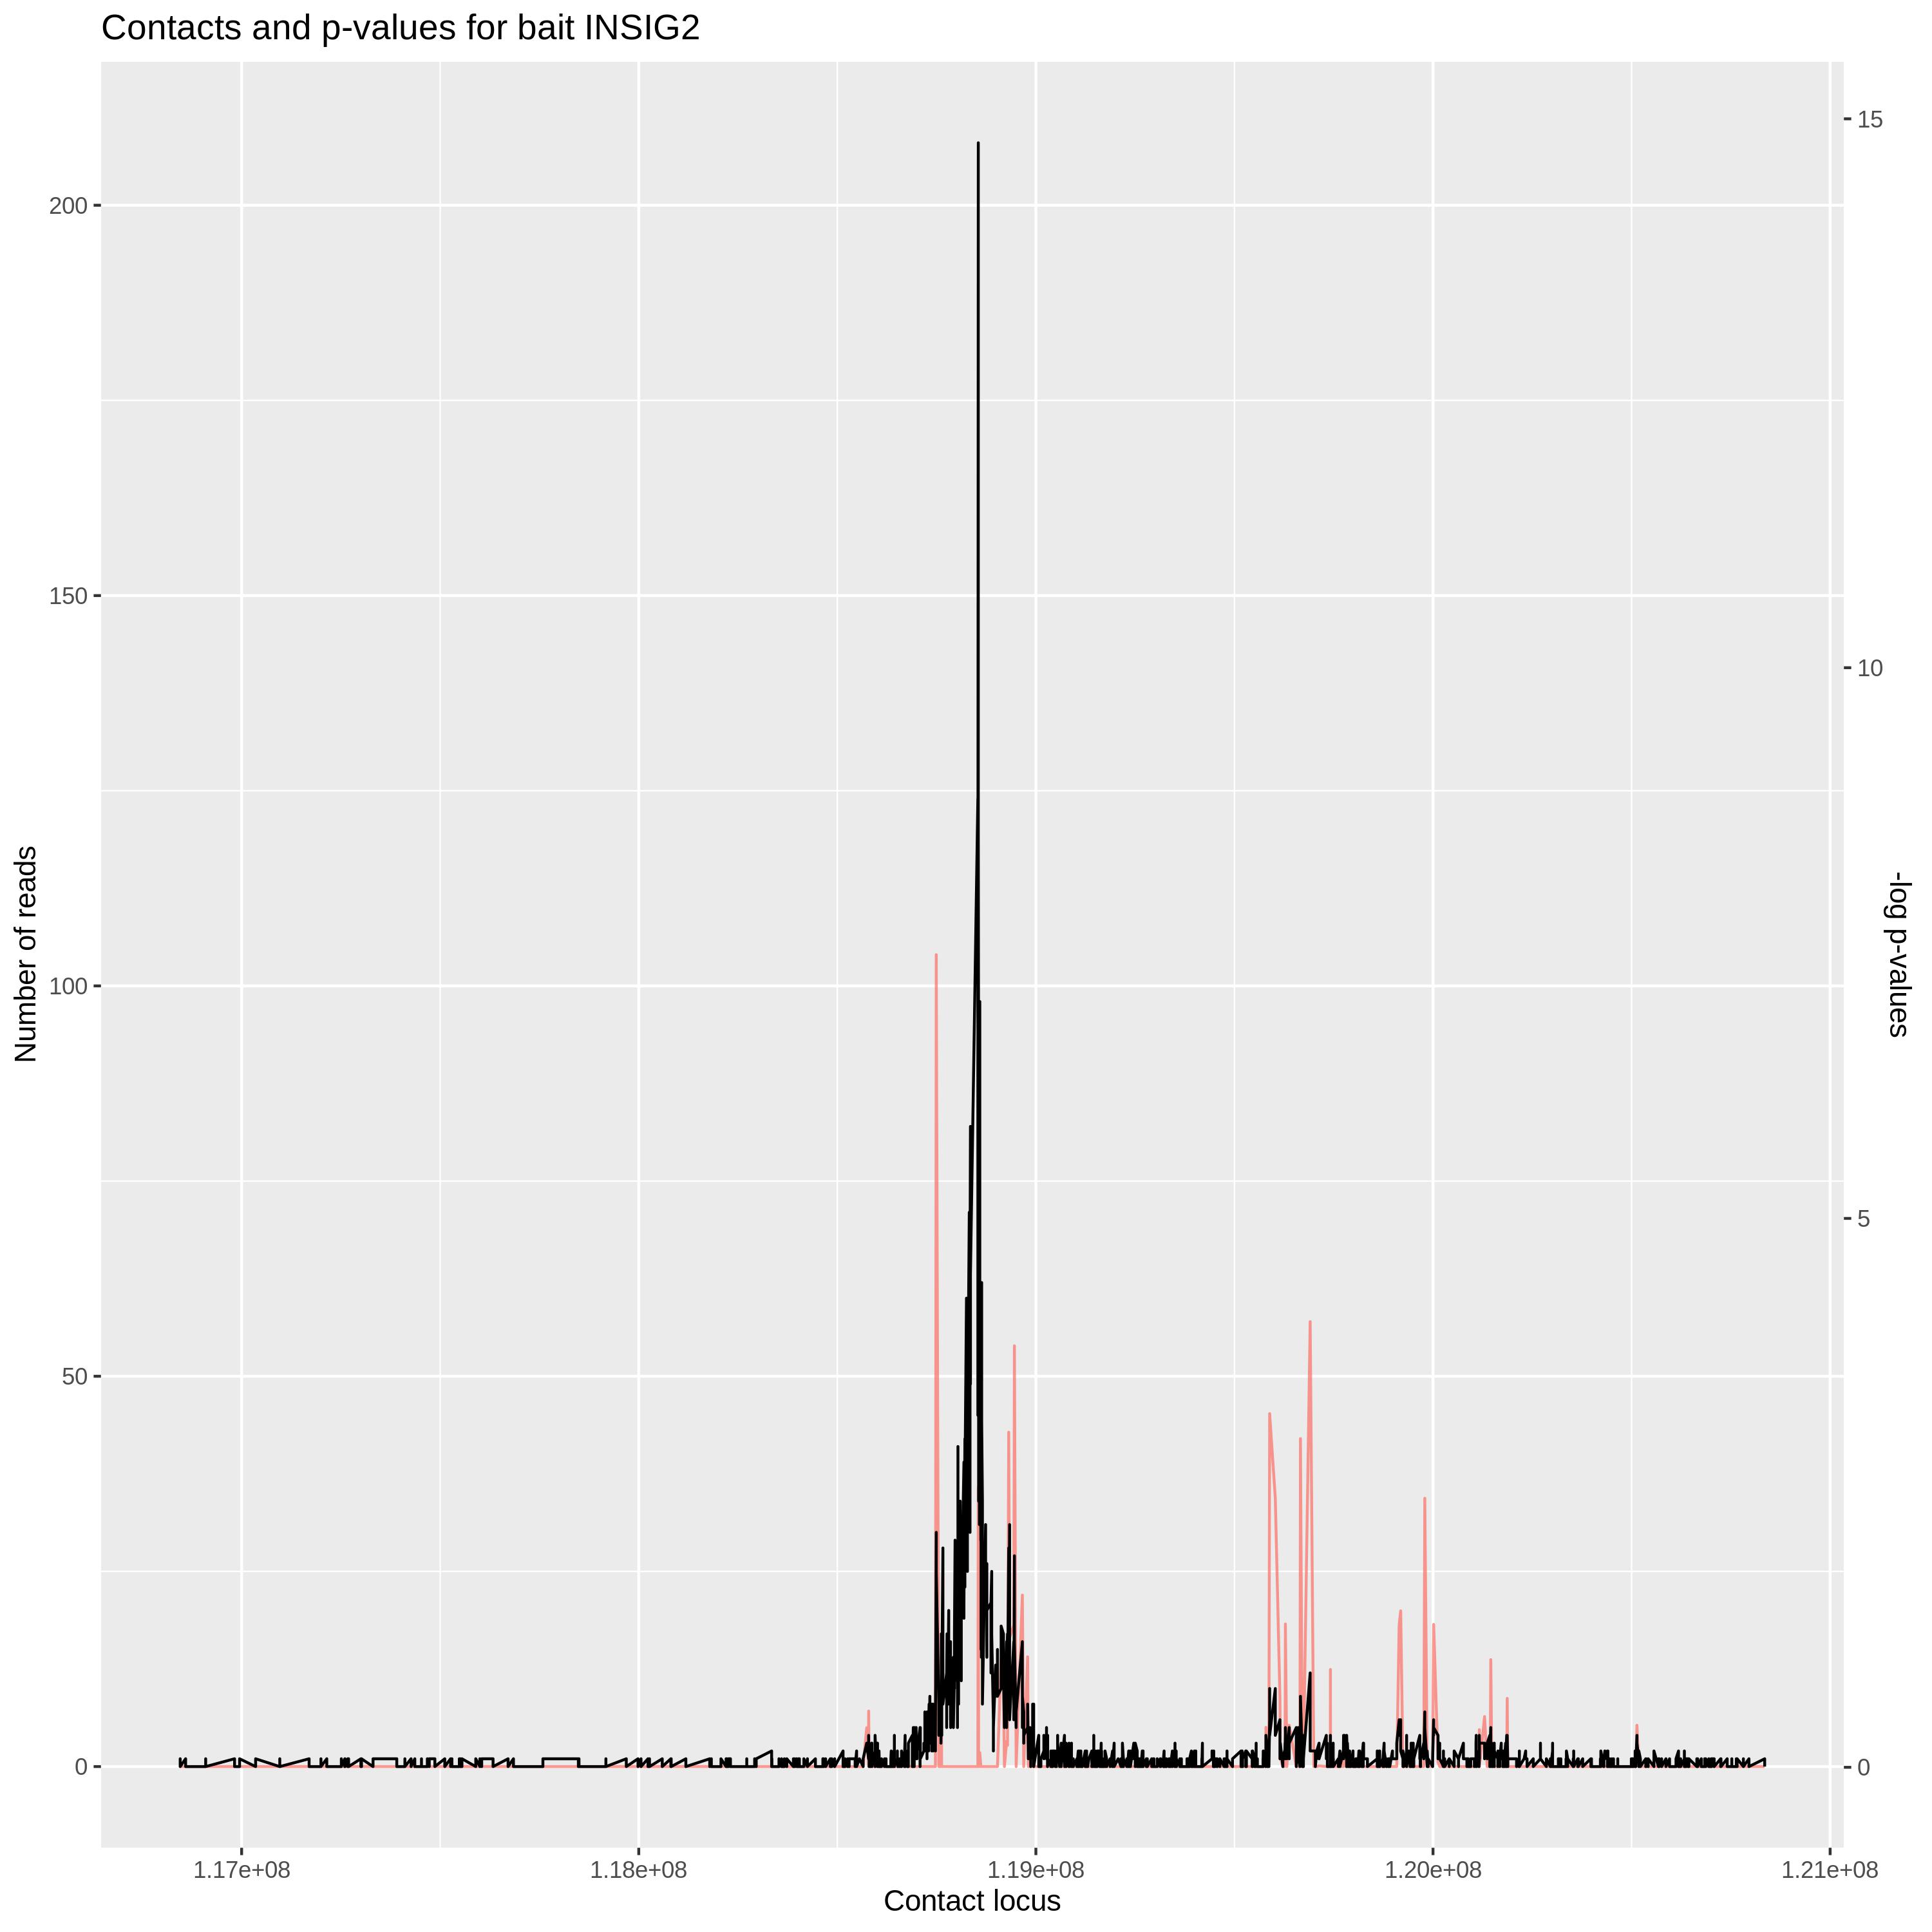 Contacts and p-values for bait INSIG2
200
150
100
50
0
Number of reads
15
10
5
0
-log p-values
1.17e+08
1.18e+08
1.19e+08
1.20e+08
1.21e+08
Contact locus